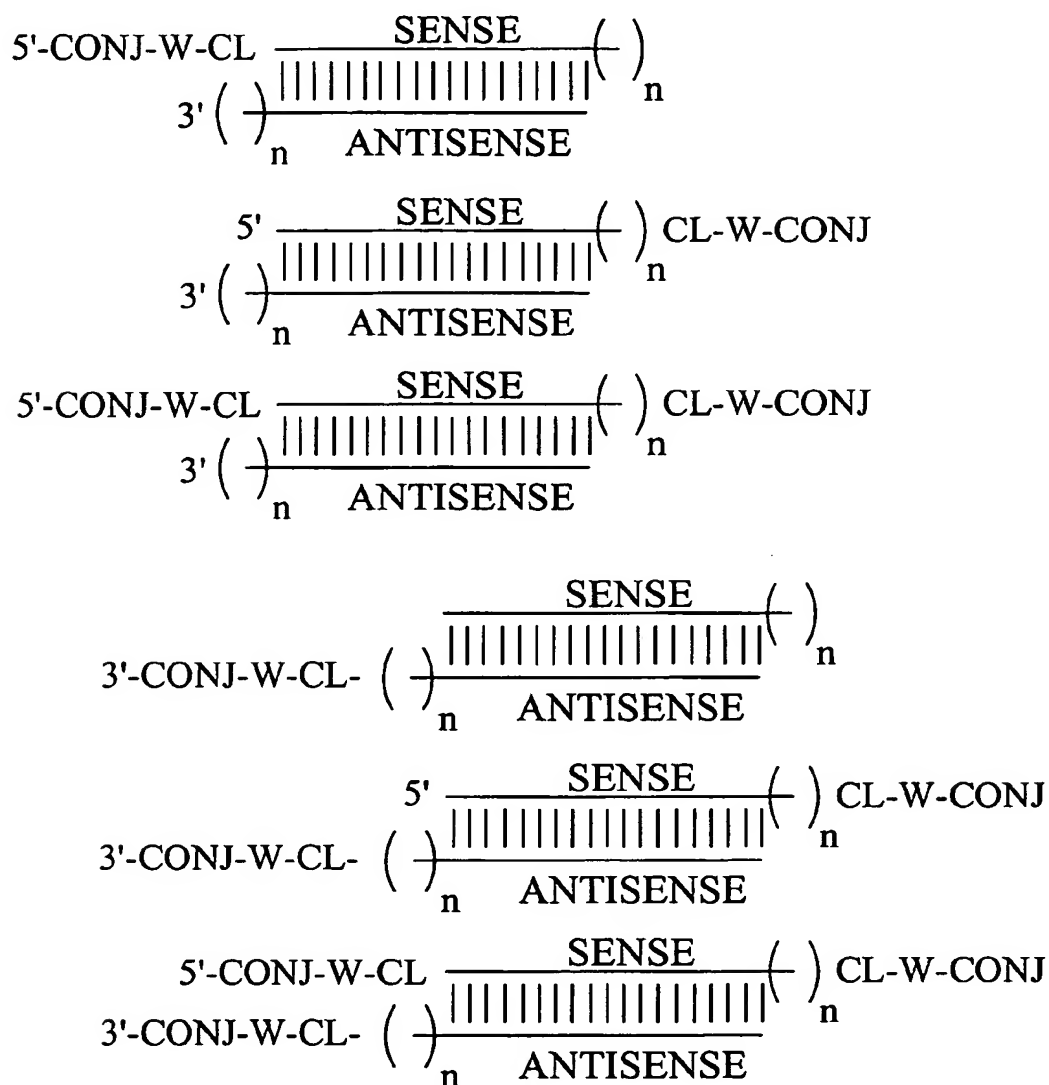 SENSE
5'-CONJ-W-CL ( )n
3' ( )n
ANTISENSE
SENSE
5' ( )n CL-W-CONJ
3' ( )n
ANTISENSE
SENSE
5'-CONJ-W-CL ( )n CL-W-CONJ
3' ( )n
ANTISENSE
SENSE
( )n
3'-CONJ-W-CL- ( )n
ANTISENSE
SENSE
5' ( )n CL-W-CONJ
3'-CONJ-W-CL- ( )n
ANTISENSE
SENSE
5'-CONJ-W-CL ( )n CL-W-CONJ
3'-CONJ-W-CL- ( )n
ANTISENSE